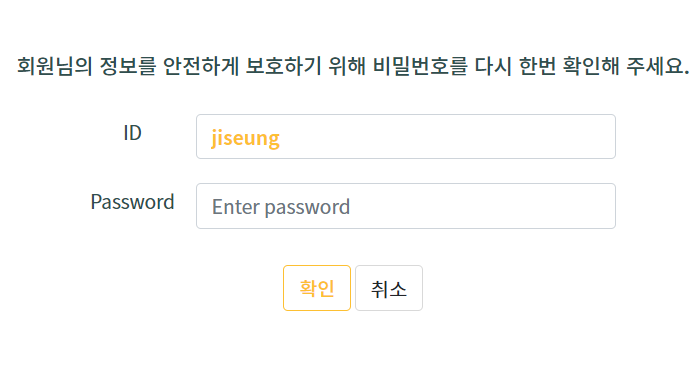 회원님의 정보를 안전하게 보호하기 위해 비밀번호를 다시 한번 확인해 주세요.
ID
jiseung
Password
Enter password
확인 취소